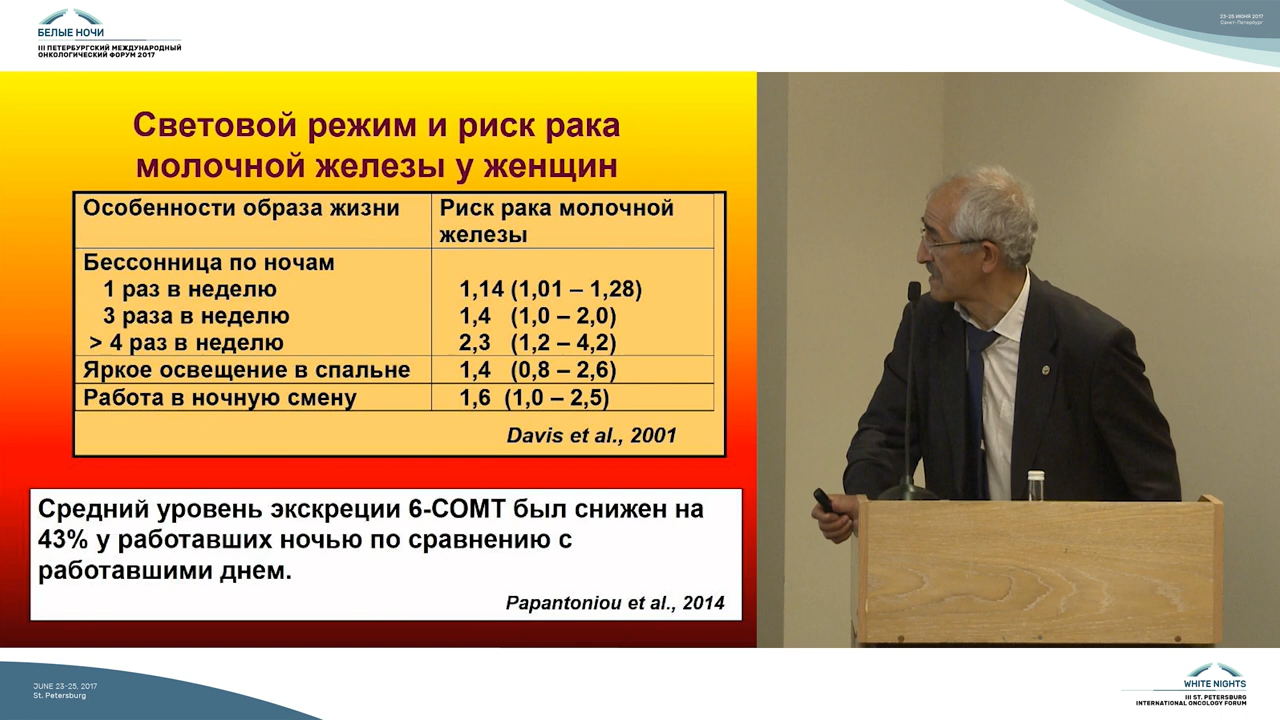 БЕЛЫЕ НОЧИ
III ПЕТЕРБУРГСКИЙ МЕЖДУНАРОДНЫЙ
ОНКОЛОГИЧЕСКИЙ ФОРУМ 2017
23-25 ИЮНЯ 2017
Санкт-Петербург
Световой режим и риск рака
молочной железы у женщин
Особенности образа жизни
Риск рака молочной
железы
Бессонница по ночам
1 раз в неделю 1,14 (1,01 – 1,28)
3 раза в неделю 1,4 (1,0 – 2,0)
> 4 раз в неделю 2,3 (1,2 – 4,2)
Яркое освещение в спальне 1,4 (0,8 – 2,6)
Работа в ночную смену 1,6 (1,0 – 2,5)
Davis et al., 2001
Средний уровень экскреции 6-СОМТ был снижен на
43% у работавших ночью по сравнению с
работавшими днем.
Papantoniou et al., 2014
JUNE 23-25, 2017
St. Petersburg
WHITE NIGHTS
III ST. PETERSBURG
INTERNATIONAL ONCOLOGY FORUM